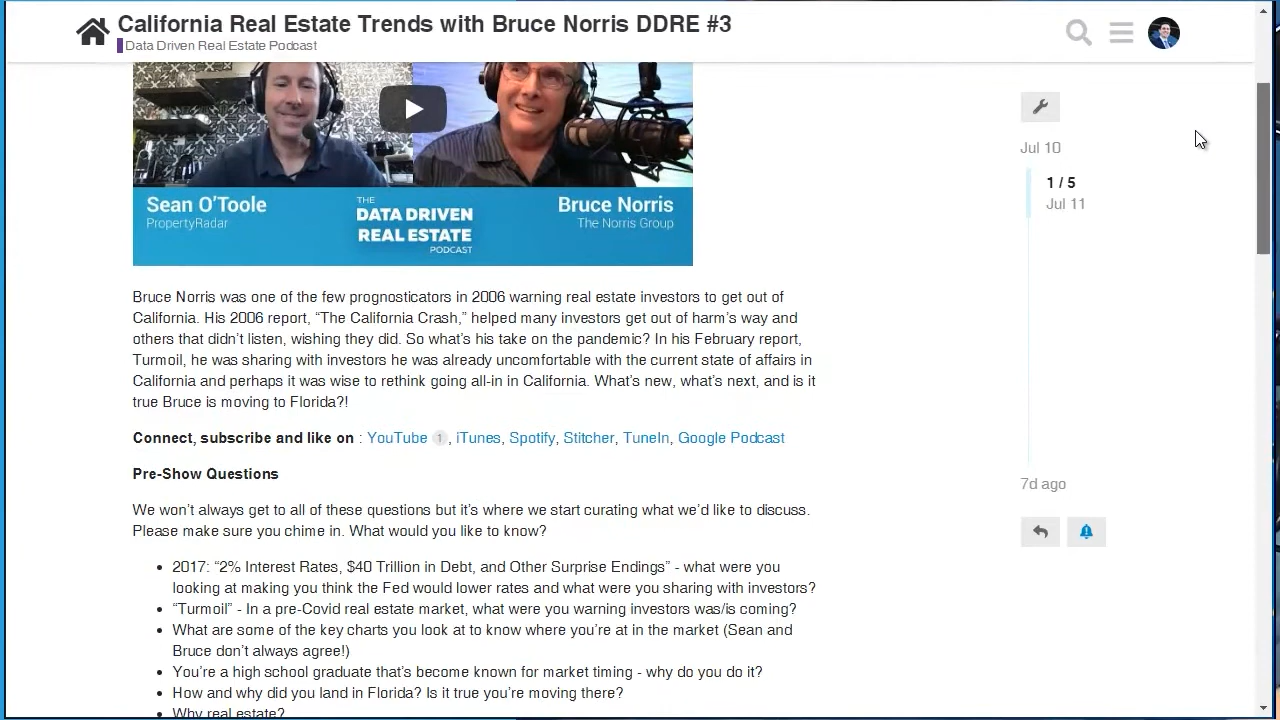 California Real Estate Trends with Bruce Norris DDRE #3
Data Driven Real Estate Podcast
Sean O'Toole
PropertyRadar
THE
DATA DRIVEN
REAL ESTATE
PODCAST
Bruce Norris
The Norris Group
Jul 10
1 / 5
Jul 11
7d ago
Bruce Norris was one of the few prognosticators in 2006 warning real estate investors to get out of
California. His 2006 report, “The California Crash,” helped many investors get out of harm’s way and
others that didn’t listen, wishing they did. So what’s his take on the pandemic? In his February report,
Turmoil, he was sharing with investors he was already uncomfortable with the current state of affairs in
California and perhaps it was wise to rethink going all-in in California. What’s new, what’s next, and is it
true Bruce is moving to Florida?!
Connect, subscribe and like on : YouTube 1, iTunes, Spotify, Stitcher, TuneIn, Google Podcast
Pre-Show Questions
We won’t always get to all of these questions but it’s where we start curating what we’d like to discuss.
Please make sure you chime in. What would you like to know?
• 2017: “2% Interest Rates, $40 Trillion in Debt, and Other Surprise Endings” - what were you
looking at making you think the Fed would lower rates and what were you sharing with investors?
• “Turmoil” - In a pre-Covid real estate market, what were you warning investors was/is coming?
• What are some of the key charts you look at to know where you’re at in the market (Sean and
Bruce don’t always agree!)
• You’re a high school graduate that’s become known for market timing - why do you do it?
• How and why did you land in Florida? Is it true you’re moving there?
• Why real estate?